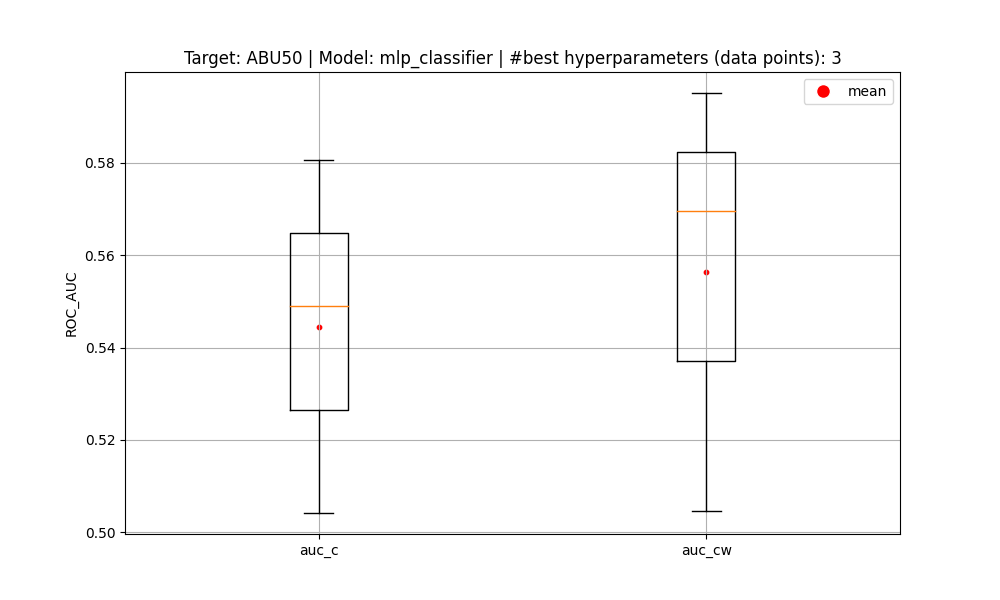 Target: ABU50 | Model: mlp_classifier | #best hyperparameters (data points): 3
mean
0.58
0.56
0.54
0.52
0.50
ROC_AUC
auc_c
auc_cw